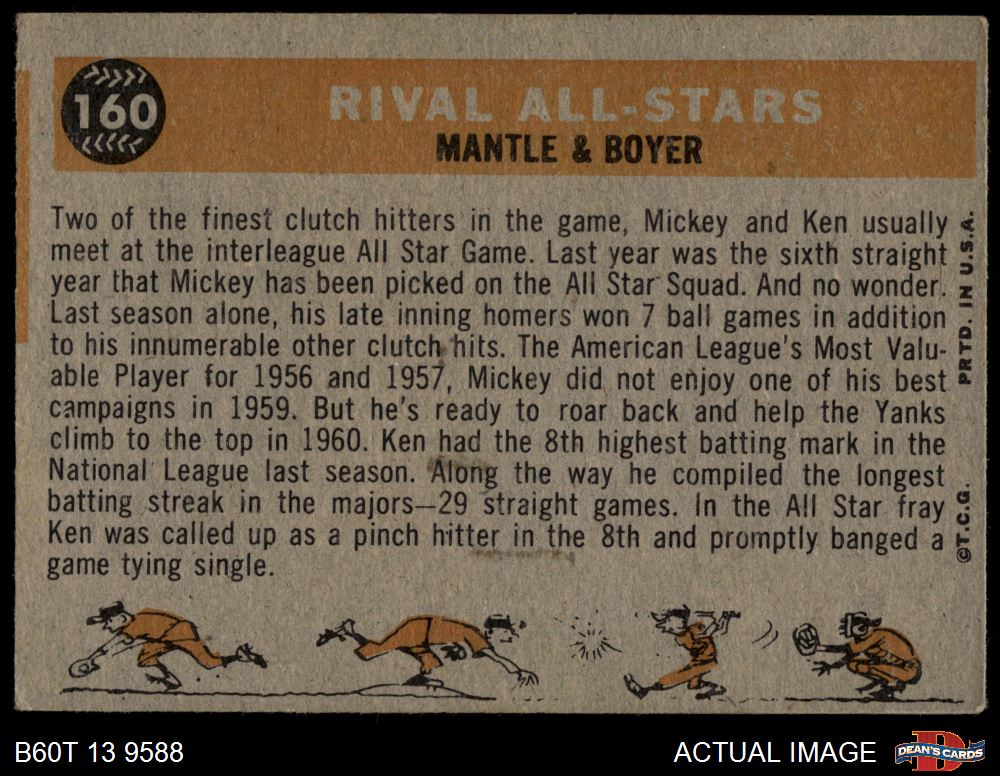 160
RIVAL ALL-STARS
MANTLE & BOYER
Two of the finest clutch hitters in the game, Mickey and Ken usually
meet at the interleague All Star Game. Last year was the sixth straight
year that Mickey has been picked on the All Star Squad. And no wonder.
Last season alone, his late inning homers won 7 ball games in addition
to his innumerable other clutch hits. The American League's Most Valu-
able Player for 1956 and 1957, Mickey did not enjoy one of his best
campaigns in 1959. But he's ready to roar back and help the Yanks
climb to the top in 1960. Ken had the 8th highest batting mark in the
National League last season. Along the way he compiled the longest
batting streak in the majors—29 straight games. In the All Star fray
Ken was called up as a pinch hitter in the 8th and promptly banged a
game tying single.
©T.C.G. PRTD. IN U.S.A.
B60T 13 9588
ACTUAL IMAGE
DEAN'S CARDS